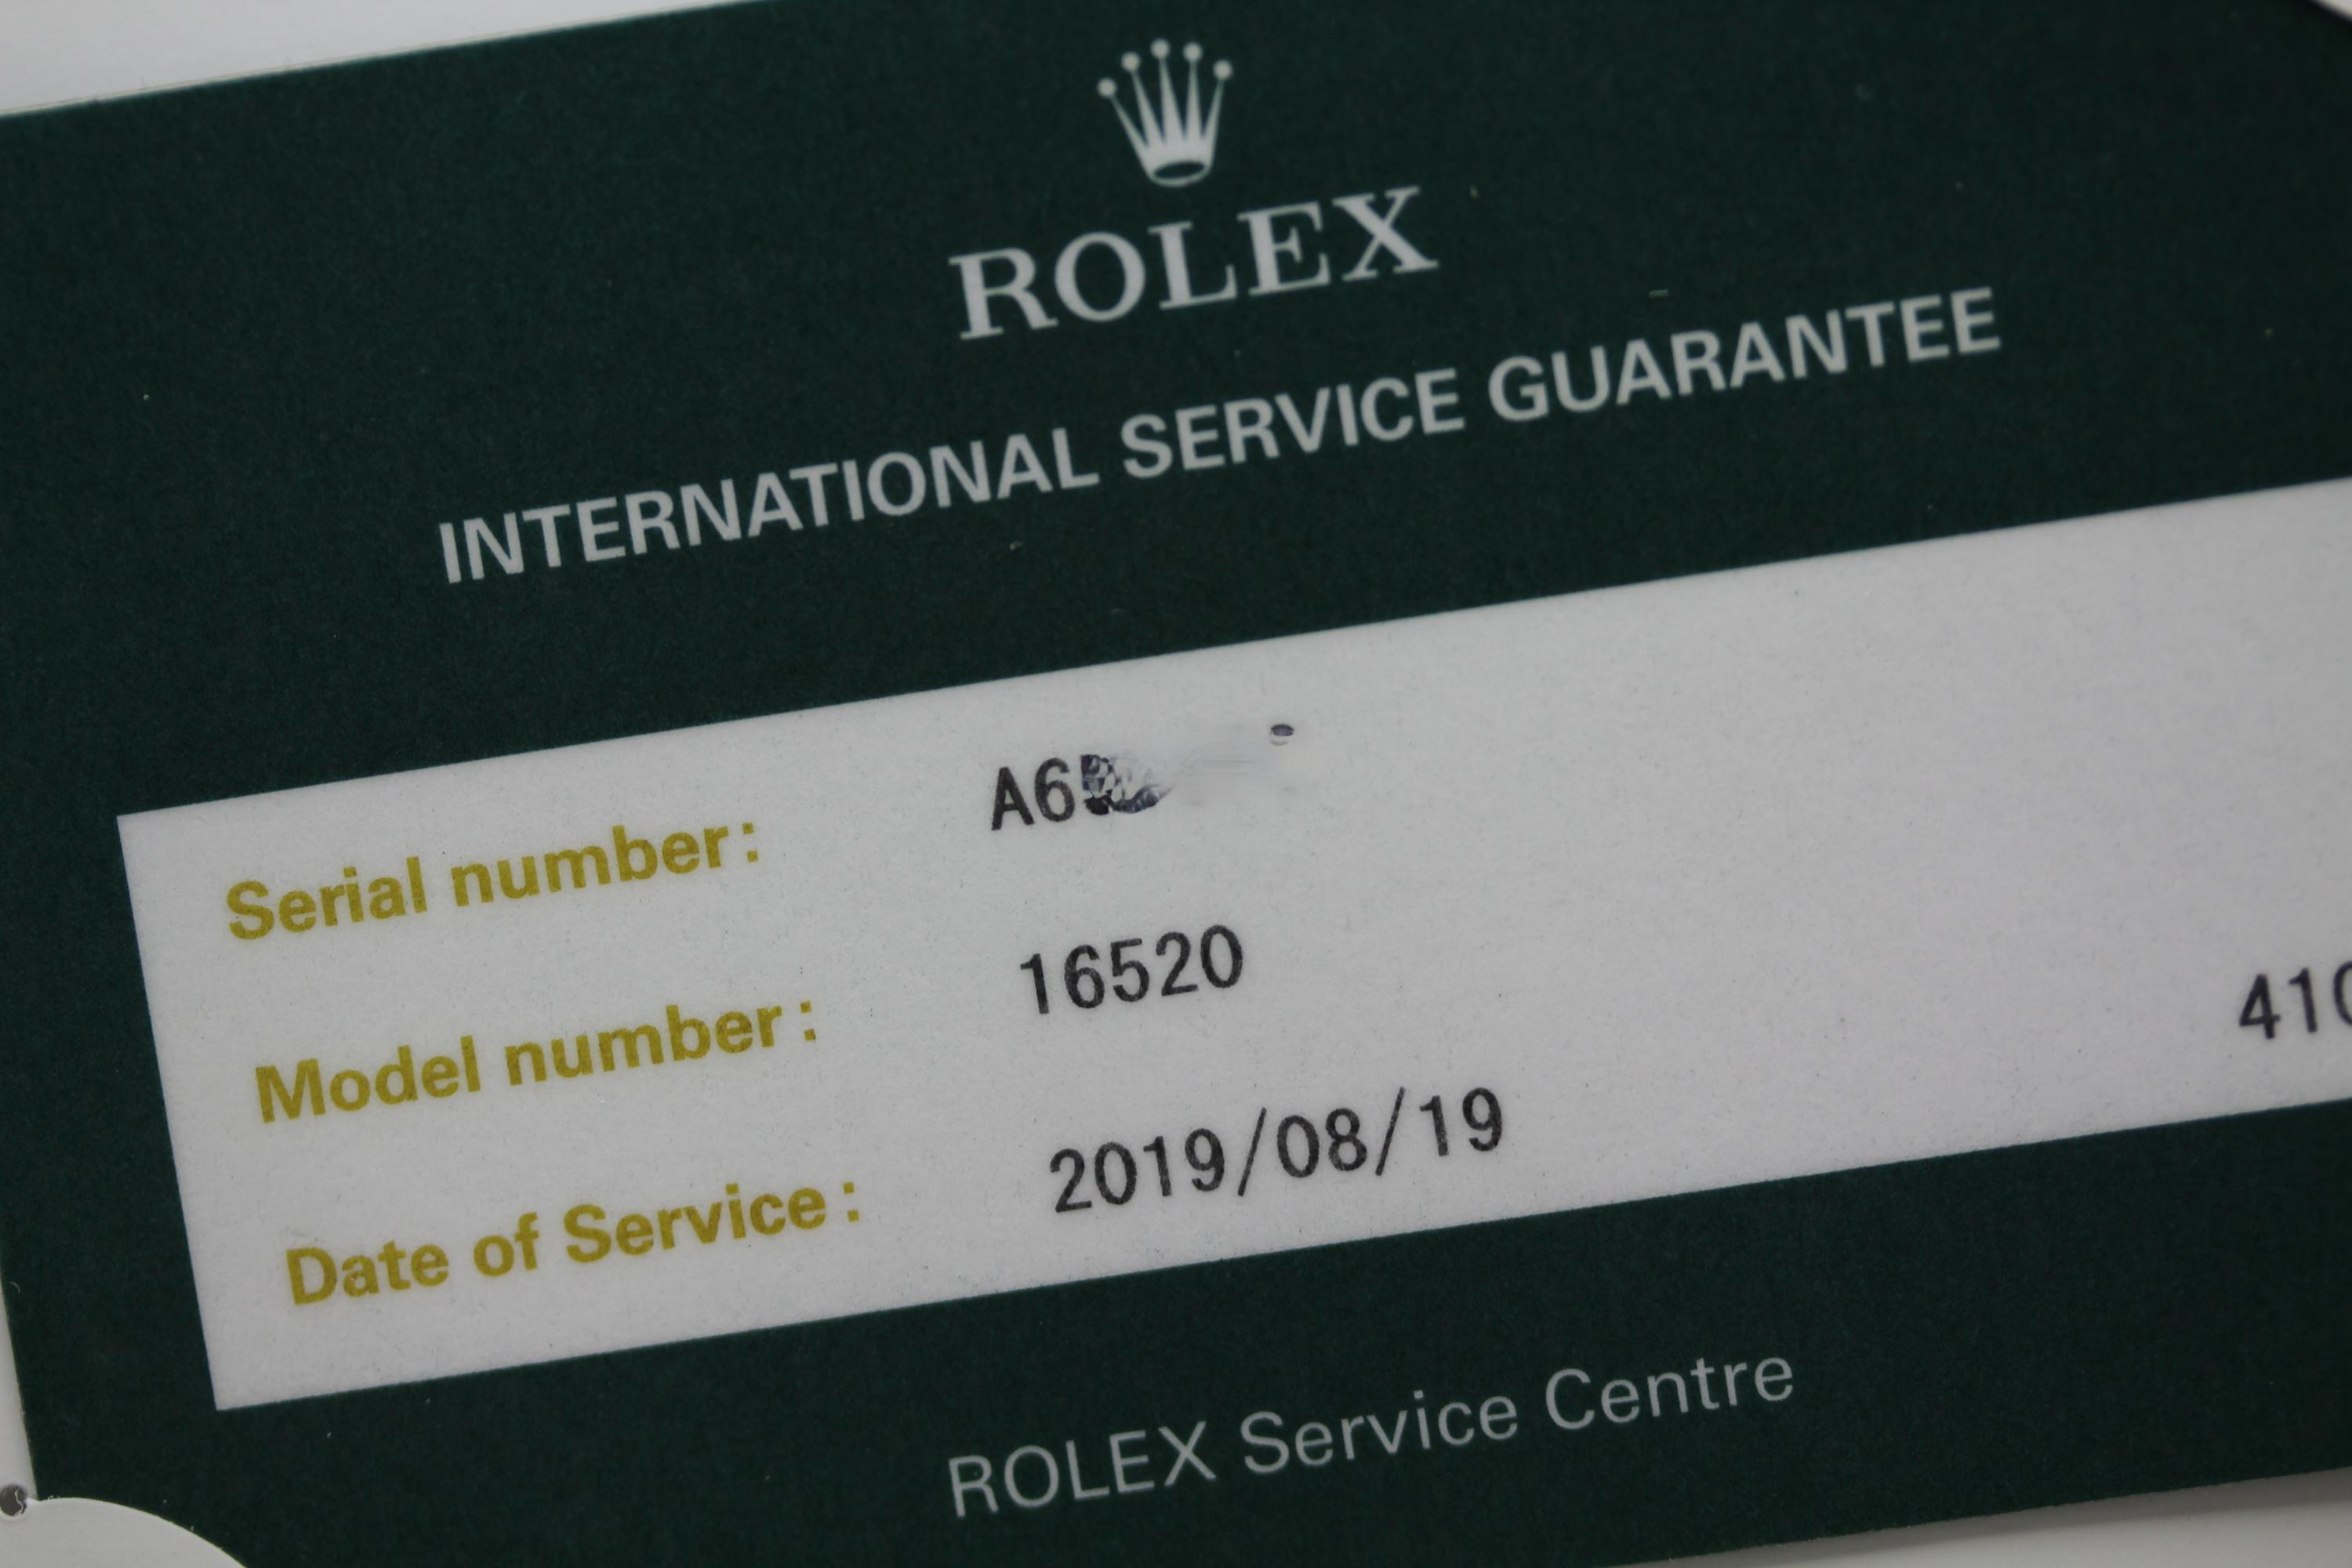 ROLEX
INTERNATIONAL SERVICE GUARANTEE
Serial number: A6
Model number: 16520
410
Date of Service: 2019/08/19
ROLEX Service Centre